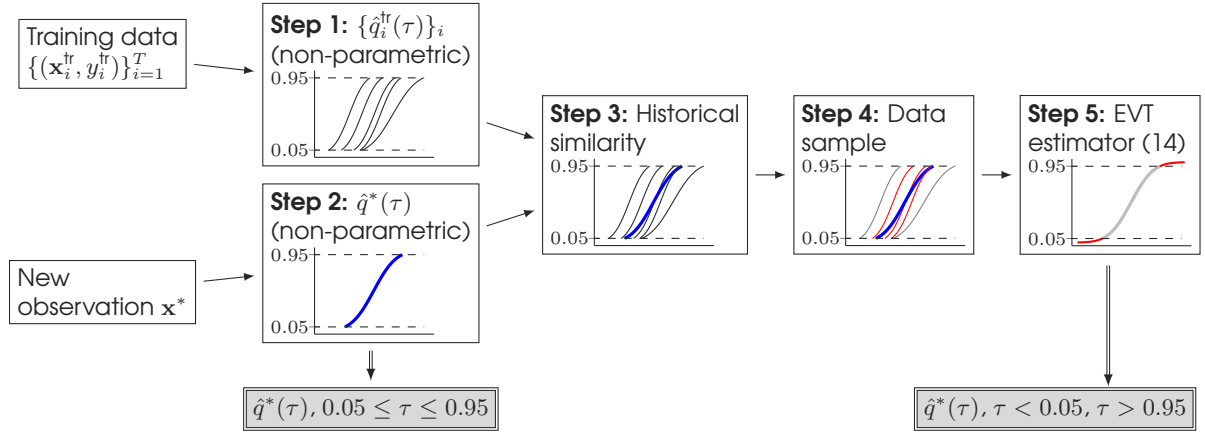 Training data
{(x_i^tr, y_i^tr)}_{i=1}^T
Step 1: {q̂_i^tr(τ)}_i
(non-parametric)
0.95
0.05
New
observation x*
Step 2: q̂*(τ)
(non-parametric)
0.95
0.05
q̂*(τ), 0.05 ≤ τ ≤ 0.95
Step 3: Historical
similarity
0.95
0.05
Step 4: Data
sample
0.95
0.05
Step 5: EVT
estimator (14)
0.95
0.05
q̂*(τ), τ < 0.05, τ > 0.95